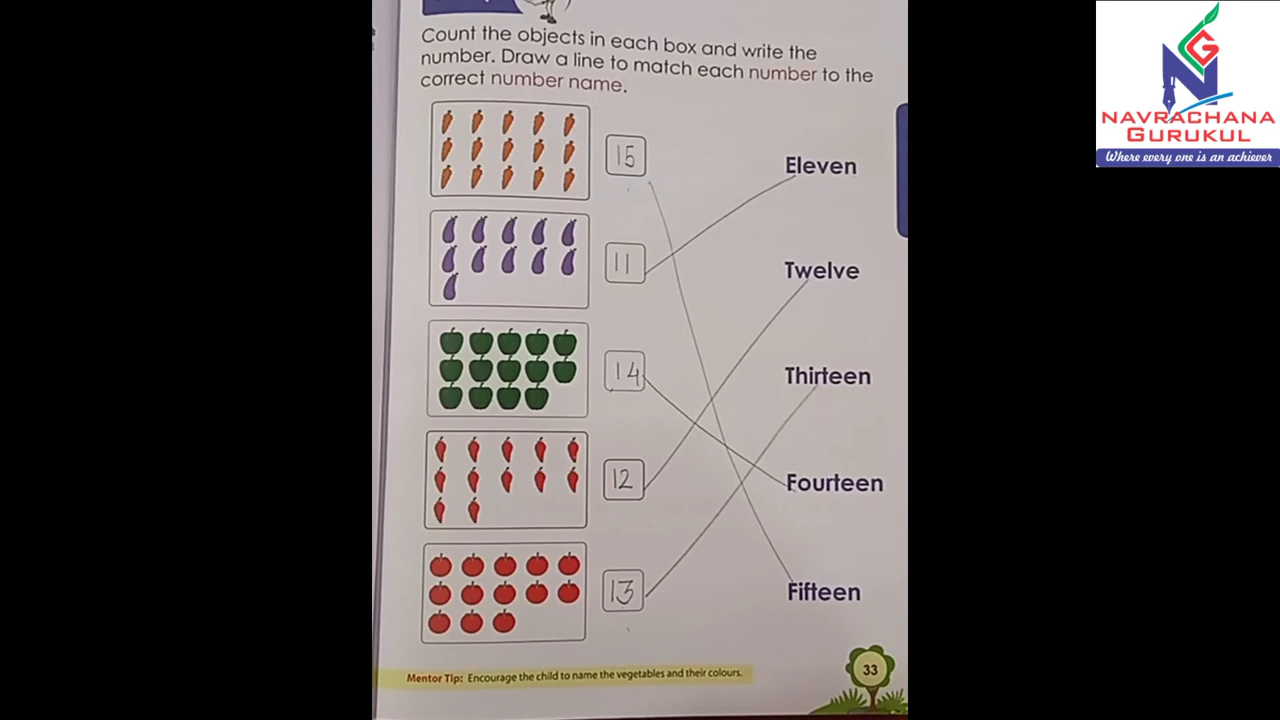 Count the objects in each box and write the
number. Draw a line to match each number to the
correct number name.
15
Eleven
11
Twelve
14
Thirteen
12
Fourteen
13
Fifteen
Mentor Tip: Encourage the child to name the vegetables and their colours.
33
NG
NAVRACHANA
GURUKUL
Where every one is an achiever